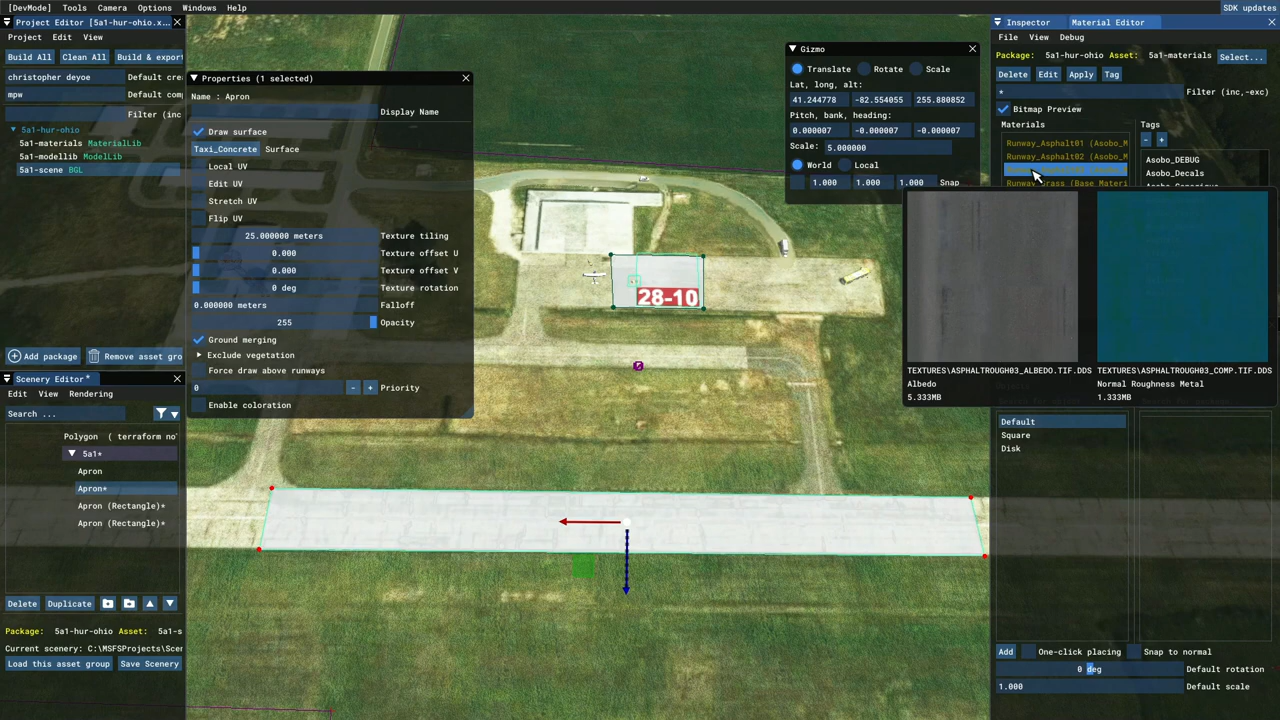 [DevMode] Tools Camera Options Windows Help SDK updates
Project Editor [5a1-hur-ohio.x...
Project Edit View
Build All Clean All Build & export
christopher deyoe Default cre
mpw Default com
Filter (inc
5a1-hur-ohio
5a1-materials MaterialLib
5a1-modellib ModelLib
5a1-scene BGL
Add package Remove asset gro
Scenery Editor*
Edit View Rendering
Search ...
Polygon ( terraform no
5a1*
Apron
Apron*
Apron (Rectangle)*
Apron (Rectangle)*
Delete Duplicate
Package: 5a1-hur-ohio Asset: 5a1-s
Current scenery: C:\MSFSProjects\Scer
Load this asset group Save Scenery
Properties (1 selected)
Name : Apron
Display Name
Draw surface
Taxi_Concrete Surface
Local UV
Edit UV
Stretch UV
Flip UV
25.000000 meters Texture tiling
0.000 Texture offset U
0.000 Texture offset V
0 deg Texture rotation
0.000000 meters Falloff
255 Opacity
Ground merging
Exclude vegetation
Force draw above runways
0 - + Priority
Enable coloration
28-10
Gizmo
Translate Rotate Scale
Lat, long, alt:
41.244778 -82.554055 255.880852
Pitch, bank, heading:
0.000007 -0.000007 -0.000007
Scale: 5.000000
World Local
1.000 1.000 1.000 Snap
Inspector Material Editor
File View Debug
Package: 5a1-hur-ohio Asset: 5a1-materials Select...
Delete Edit Apply Tag
* Filter (inc,-exc)
Bitmap Preview
Materials Tags
Runway_Asphalt01 (Asobo_M
Runway_Asphalt02 (Asobo_M
Runway_Grass (Base_Materi
- +
Asobo_DEBUG
Asobo_Decals
TEXTURES\ASPHALTROUGH03_ALBEDO.TIF.DDS
Albedo
5.333MB
TEXTURES\ASPHALTROUGH03_COMP.TIF.DDS
Normal Roughness Metal
1.333MB
Default
Square
Disk
Add One-click placing Snap to normal
0 deg Default rotation
1.000 Default scale